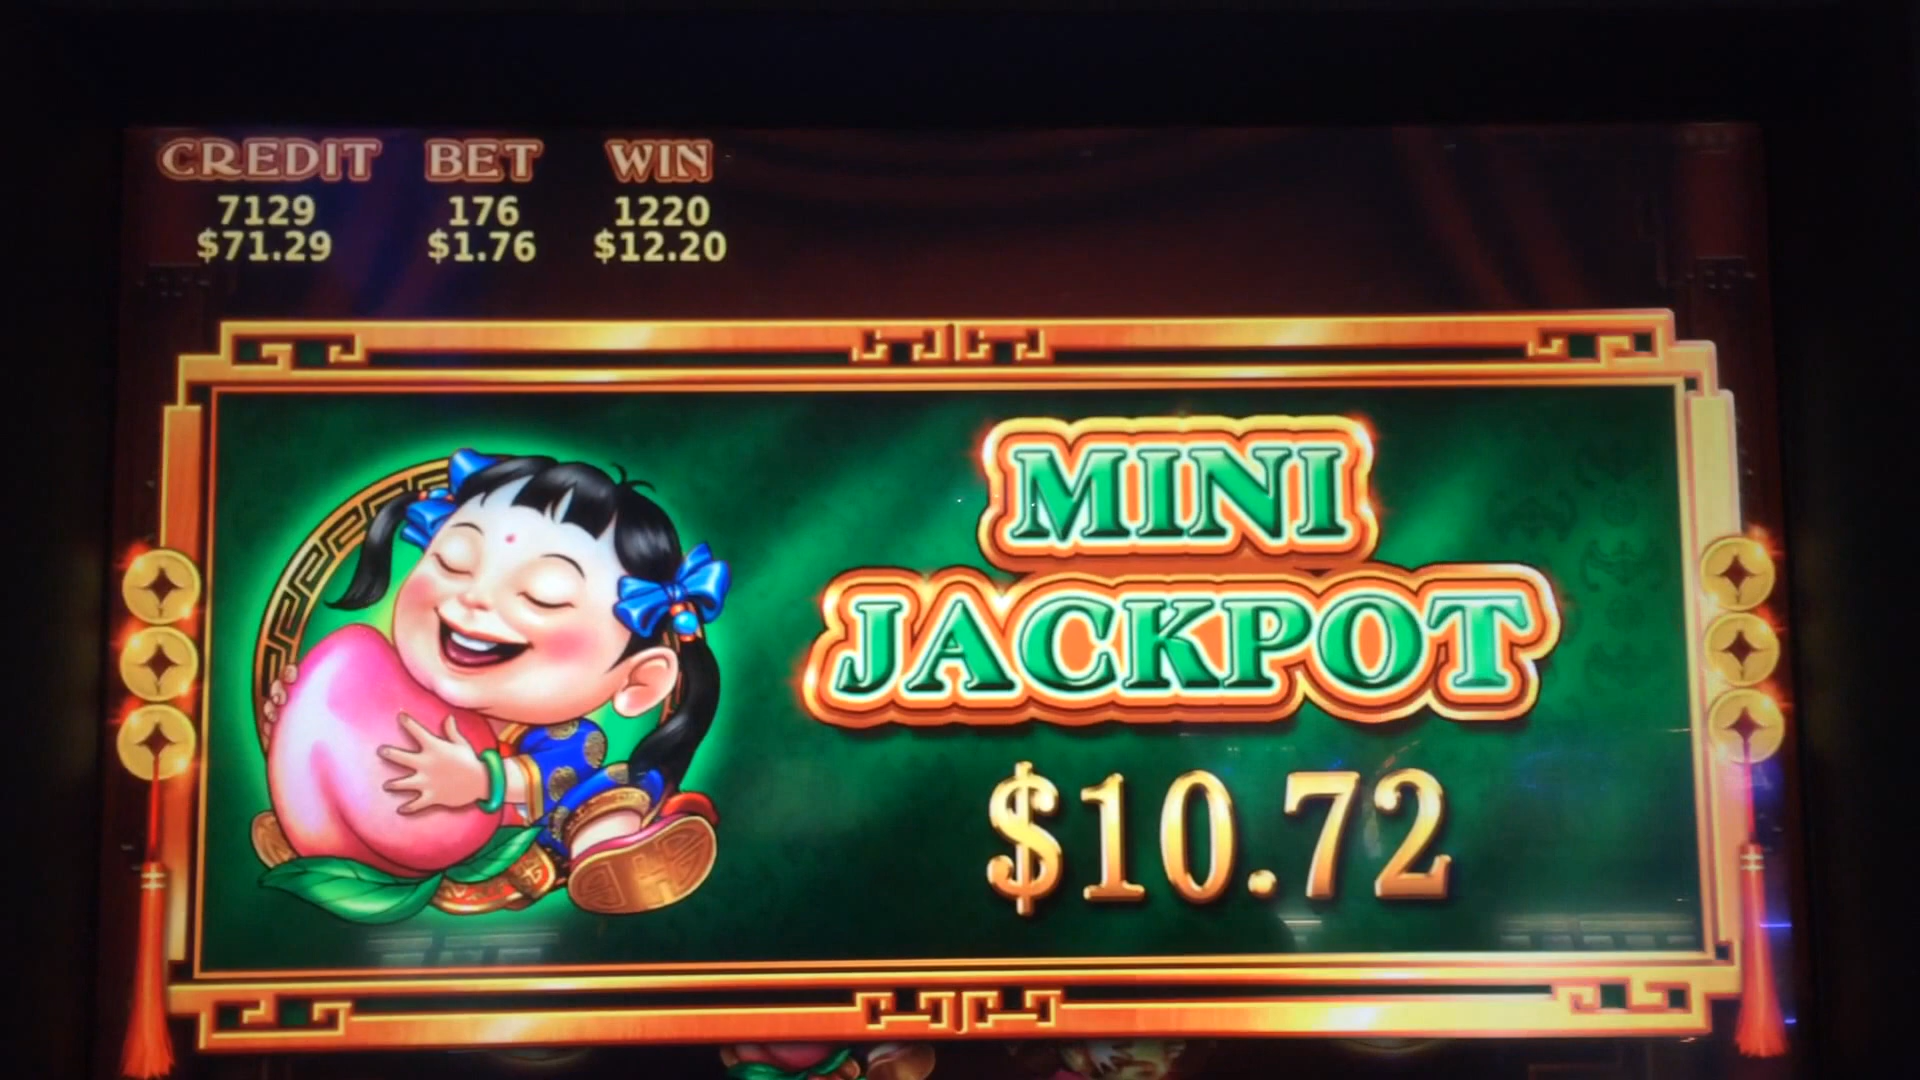 CREDIT BET WIN
7129 176 1220
$71.29 $1.76 $12.20
MINI
JACKPOT
$10.72